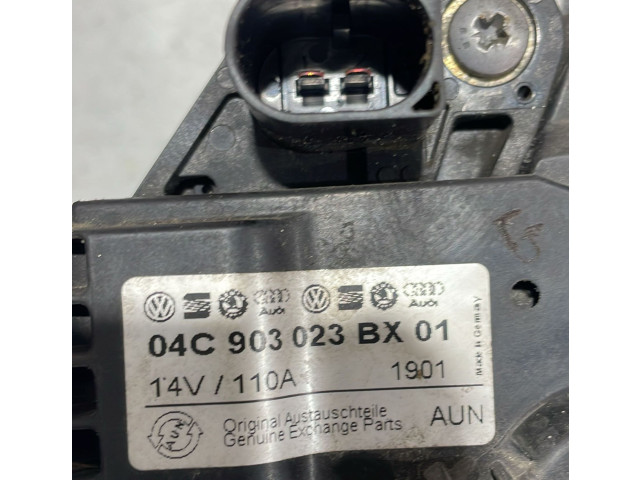 Audi Audi
04C 903 023 BX 01
14V / 110A 1901
Made in Germany
AUN
Original Austauschteile
Genuine Exchange Parts
AUN